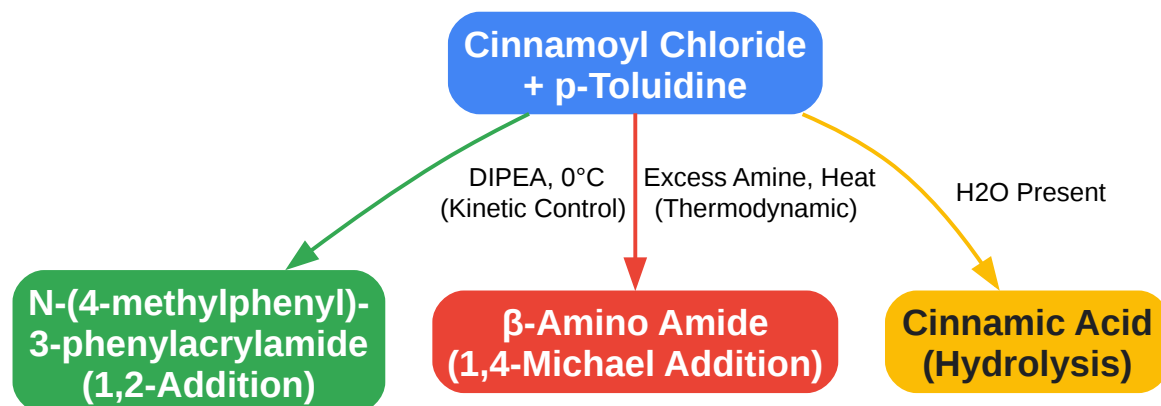 Cinnamoyl Chloride
+ p-Toluidine
DIPEA, 0°C
(Kinetic Control)
Excess Amine, Heat
(Thermodynamic)
H2O Present
N-(4-methylphenyl)-
3-phenylacrylamide
(1,2-Addition)
β-Amino Amide
(1,4-Michael Addition)
Cinnamic Acid
(Hydrolysis)